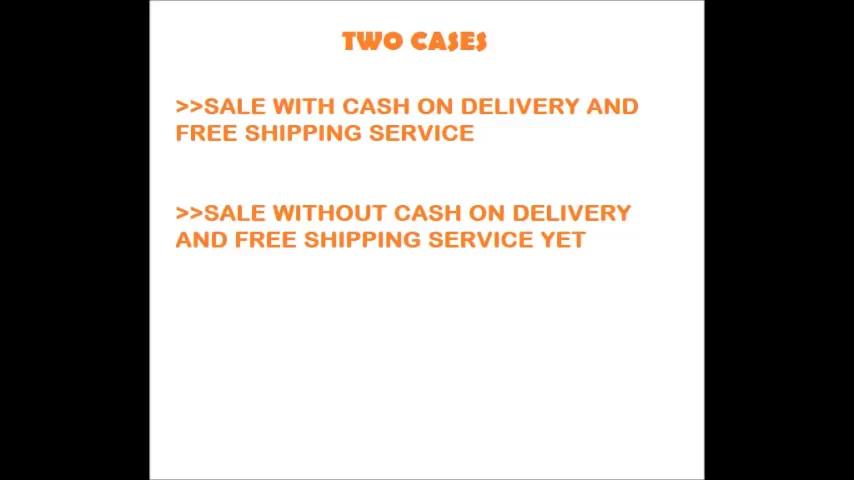 TWO CASES
>>SALE WITH CASH ON DELIVERY AND
FREE SHIPPING SERVICE
>>SALE WITHOUT CASH ON DELIVERY
AND FREE SHIPPING SERVICE YET